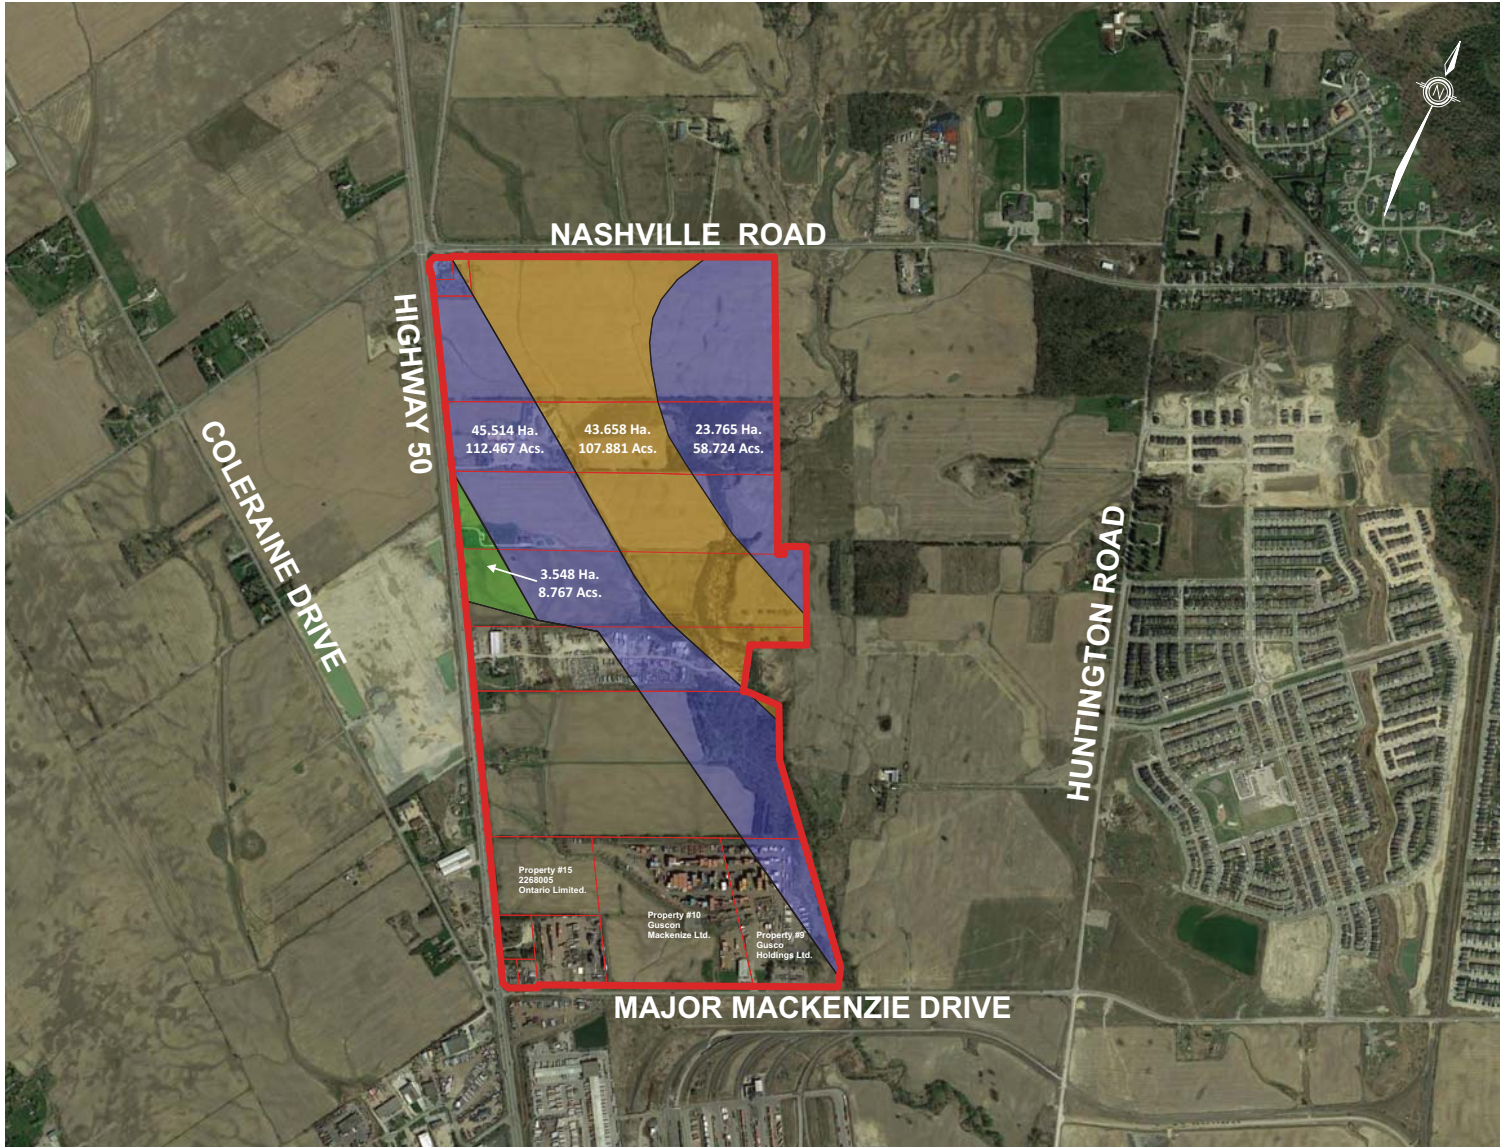 N
NASHVILLE ROAD
HIGHWAY 50
COLERAINE DRIVE
45.514 Ha.
112.467 Acs.
43.658 Ha.
107.881 Acs.
23.765 Ha.
58.724 Acs.
3.548 Ha.
8.767 Acs.
HUNTINGTON ROAD
Property #15
2268005
Ontario Limited.
Property #10
Guscon
Mackenize Ltd.
Property #9
Gusco
Holdings Ltd.
MAJOR MACKENZIE DRIVE